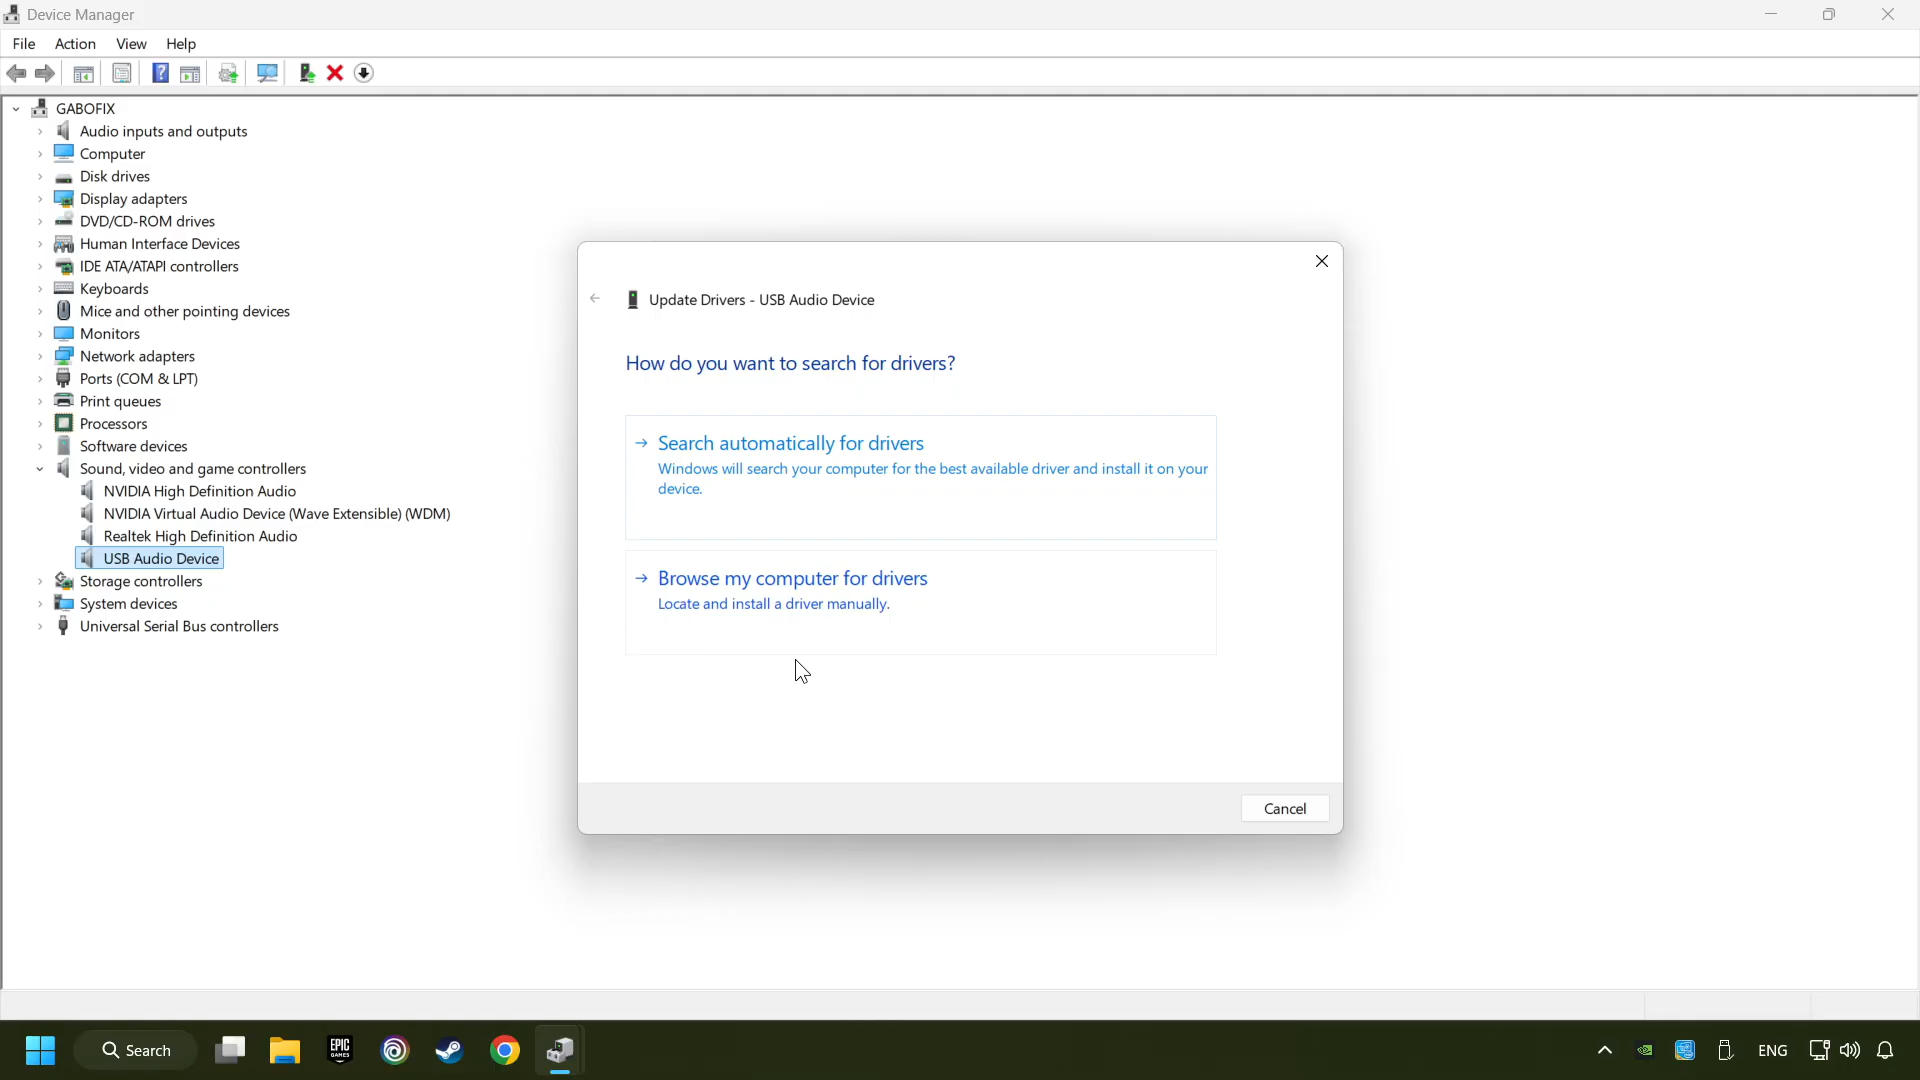 Device Manager
File Action View Help
GABOFIX
Audio inputs and outputs
Computer
Disk drives
Display adapters
DVD/CD-ROM drives
Human Interface Devices
IDE ATA/ATAPI controllers
Keyboards
Mice and other pointing devices
Monitors
Network adapters
Ports (COM & LPT)
Print queues
Processors
Software devices
Sound, video and game controllers
NVIDIA High Definition Audio
NVIDIA Virtual Audio Device (Wave Extensible) (WDM)
Realtek High Definition Audio
USB Audio Device
Storage controllers
System devices
Universal Serial Bus controllers
Update Drivers - USB Audio Device
How do you want to search for drivers?
Search automatically for drivers
Windows will search your computer for the best available driver and install it on your
device.
Browse my computer for drivers
Locate and install a driver manually.
Cancel
Search
EPIC
GAMES
ENG